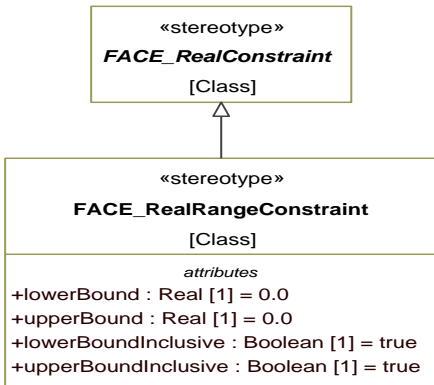 «stereotype»
FACE_RealConstraint
[Class]
«stereotype»
FACE_RealRangeConstraint
[Class]
attributes
+lowerBound : Real [1] = 0.0
+upperBound : Real [1] = 0.0
+lowerBoundInclusive : Boolean [1] = true
+upperBoundInclusive : Boolean [1] = true